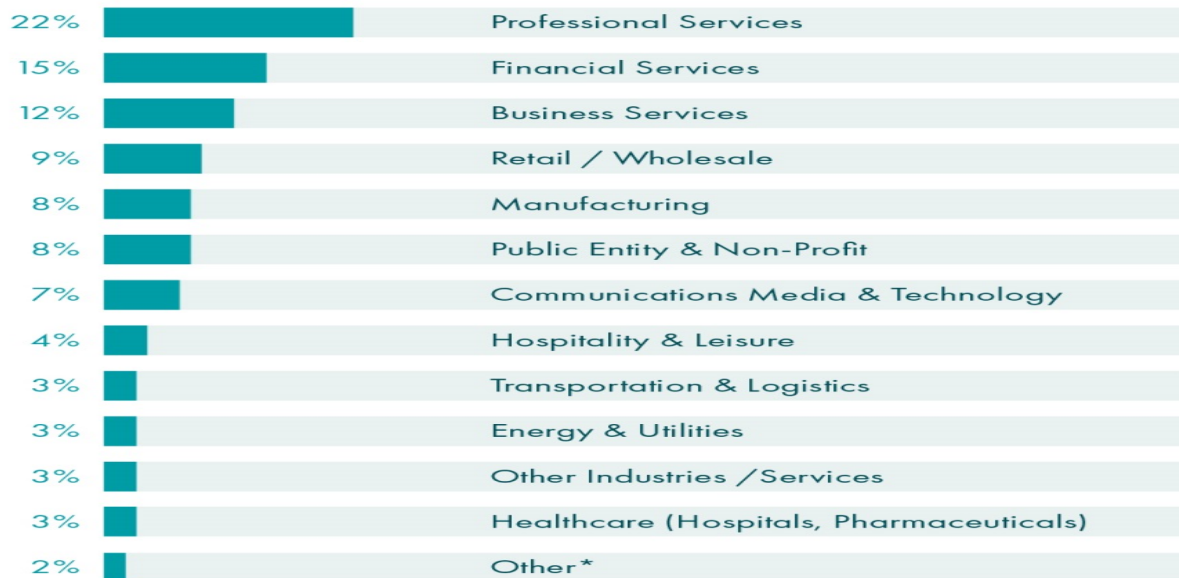 22% Professional Services
15% Financial Services
12% Business Services
9% Retail / Wholesale
8% Manufacturing
8% Public Entity & Non-Profit
7% Communications Media & Technology
4% Hospitality & Leisure
3% Transportation & Logistics
3% Energy & Utilities
3% Other Industries /Services
3% Healthcare (Hospitals, Pharmaceuticals)
2% Other*